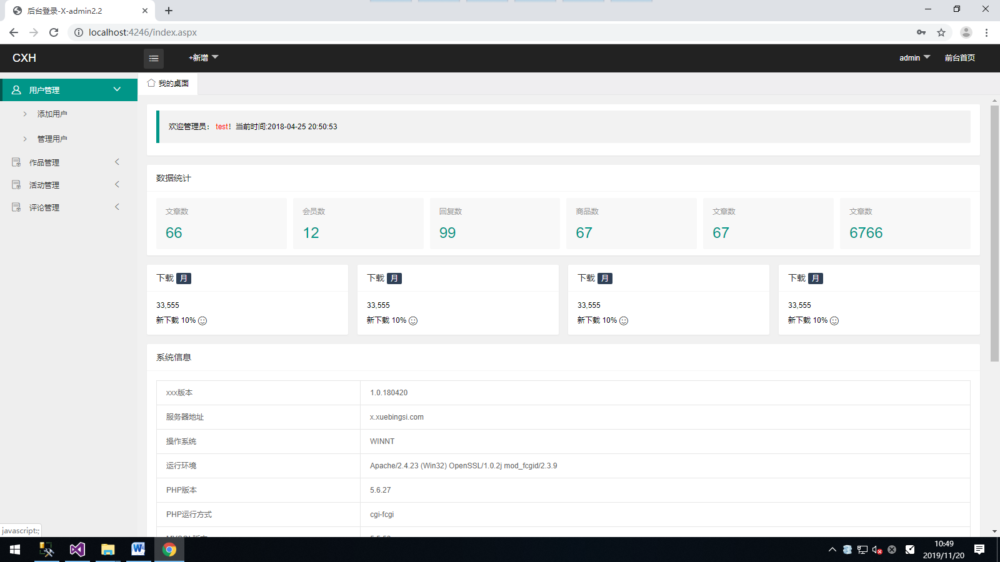 后台登录-X-admin2.2
localhost:4246/index.aspx
CXH
+新增
admin
前台首页
用户管理
添加用户
管理用户
作品管理
活动管理
评论管理
我的桌面
欢迎管理员： test！当前时间:2018-04-25 20:50:53
数据统计
文章数 会员数 回复数 商品数 文章数 文章数
66 12 99 67 67 6766
下载 月 下载 月 下载 月 下载 月
33,555 33,555 33,555 33,555
新下载 10% 新下载 10% 新下载 10% 新下载 10%
系统信息
xxx版本 1.0.180420
服务器地址 x.xuebingsi.com
操作系统 WINNT
运行环境 Apache/2.4.23 (Win32) OpenSSL/1.0.2j mod_fcgid/2.3.9
PHP版本 5.6.27
PHP运行方式 cgi-fcgi
javascript:;
10:49
2019/11/20